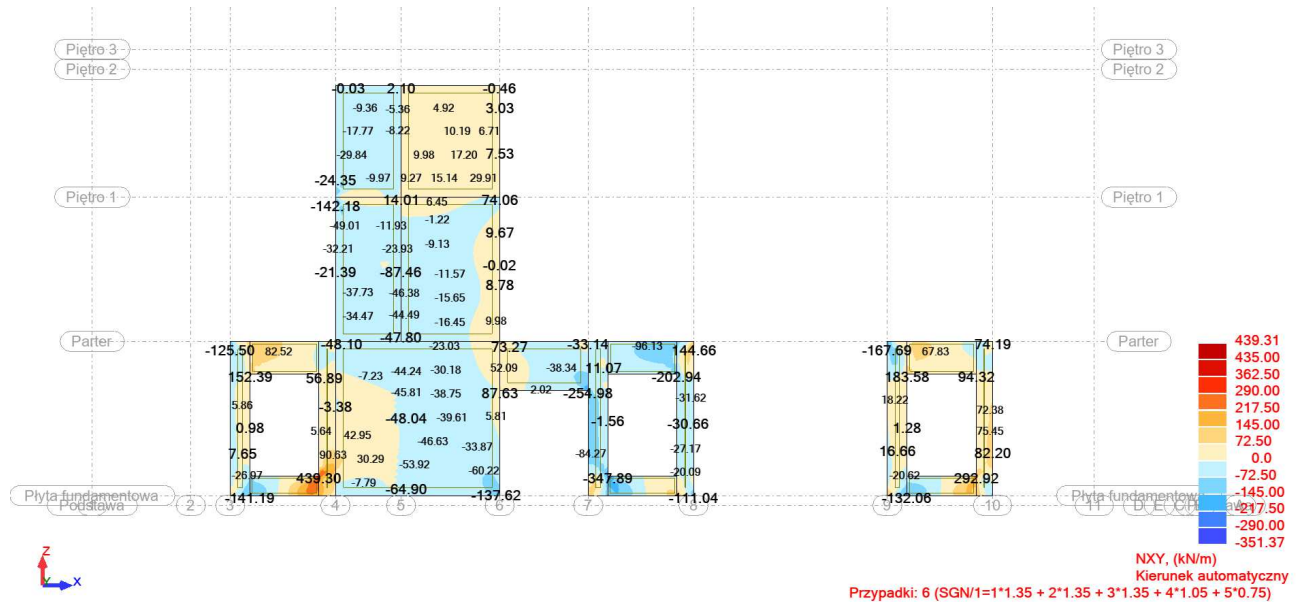 Piętro 3 Piętro 3
Piętro 2 Piętro 2
-0.03 2.10 -0.46
-9.36 -5.36 4.92 3.03
-17.77 -8.22 10.19 6.71
-29.84 9.98 17.20 7.53
-24.35 -9.97 9.27 15.14 29.91
Piętro 1 -142.18 14.01 6.45 74.06 Piętro 1
-49.01 -11.93 -1.22 9.67
-32.21 -23.93 -9.13
-21.39 -87.46 -11.57 -0.02
8.78
-37.73 -46.38 -15.65
-34.47 -44.49 -16.45 9.98
Parter -47.80 Parter
-125.50 82.52 -48.10 -23.03 73.27 -33.14 -96.13 144.66 -167.69 67.83 74.19
152.39 56.89 -7.23 -44.24 -30.18 52.09 -38.34 11.07 -202.94 183.58 94.32
-45.81 -38.75 87.63 2.02 -254.98 -31.62
5.86 -3.38 18.22 72.38
0.98 5.64 42.95 -48.04 -39.61 5.81 -1.56 -30.66 1.28 75.45
-46.63 -33.87 -27.17
7.65 90.63 30.29 -53.92 -84.27 16.66 82.20
-26.97 439.30 -7.79 -60.22 -347.89 -20.09 -20.62 292.92
-141.19 -64.90 -137.62 -111.04 -132.06
Płyta fundamentowa
Podstawa 2 3 4 5 6 7 8 9 10 11 D E
439.31
435.00
362.50
290.00
217.50
145.00
72.50
0.0
-72.50
-145.00
-217.50
-290.00
-351.37
Z
X
NXY, (kN/m)
Kierunek automatyczny
Przypadki: 6 (SGN/1=1*1.35 + 2*1.35 + 3*1.35 + 4*1.05 + 5*0.75)